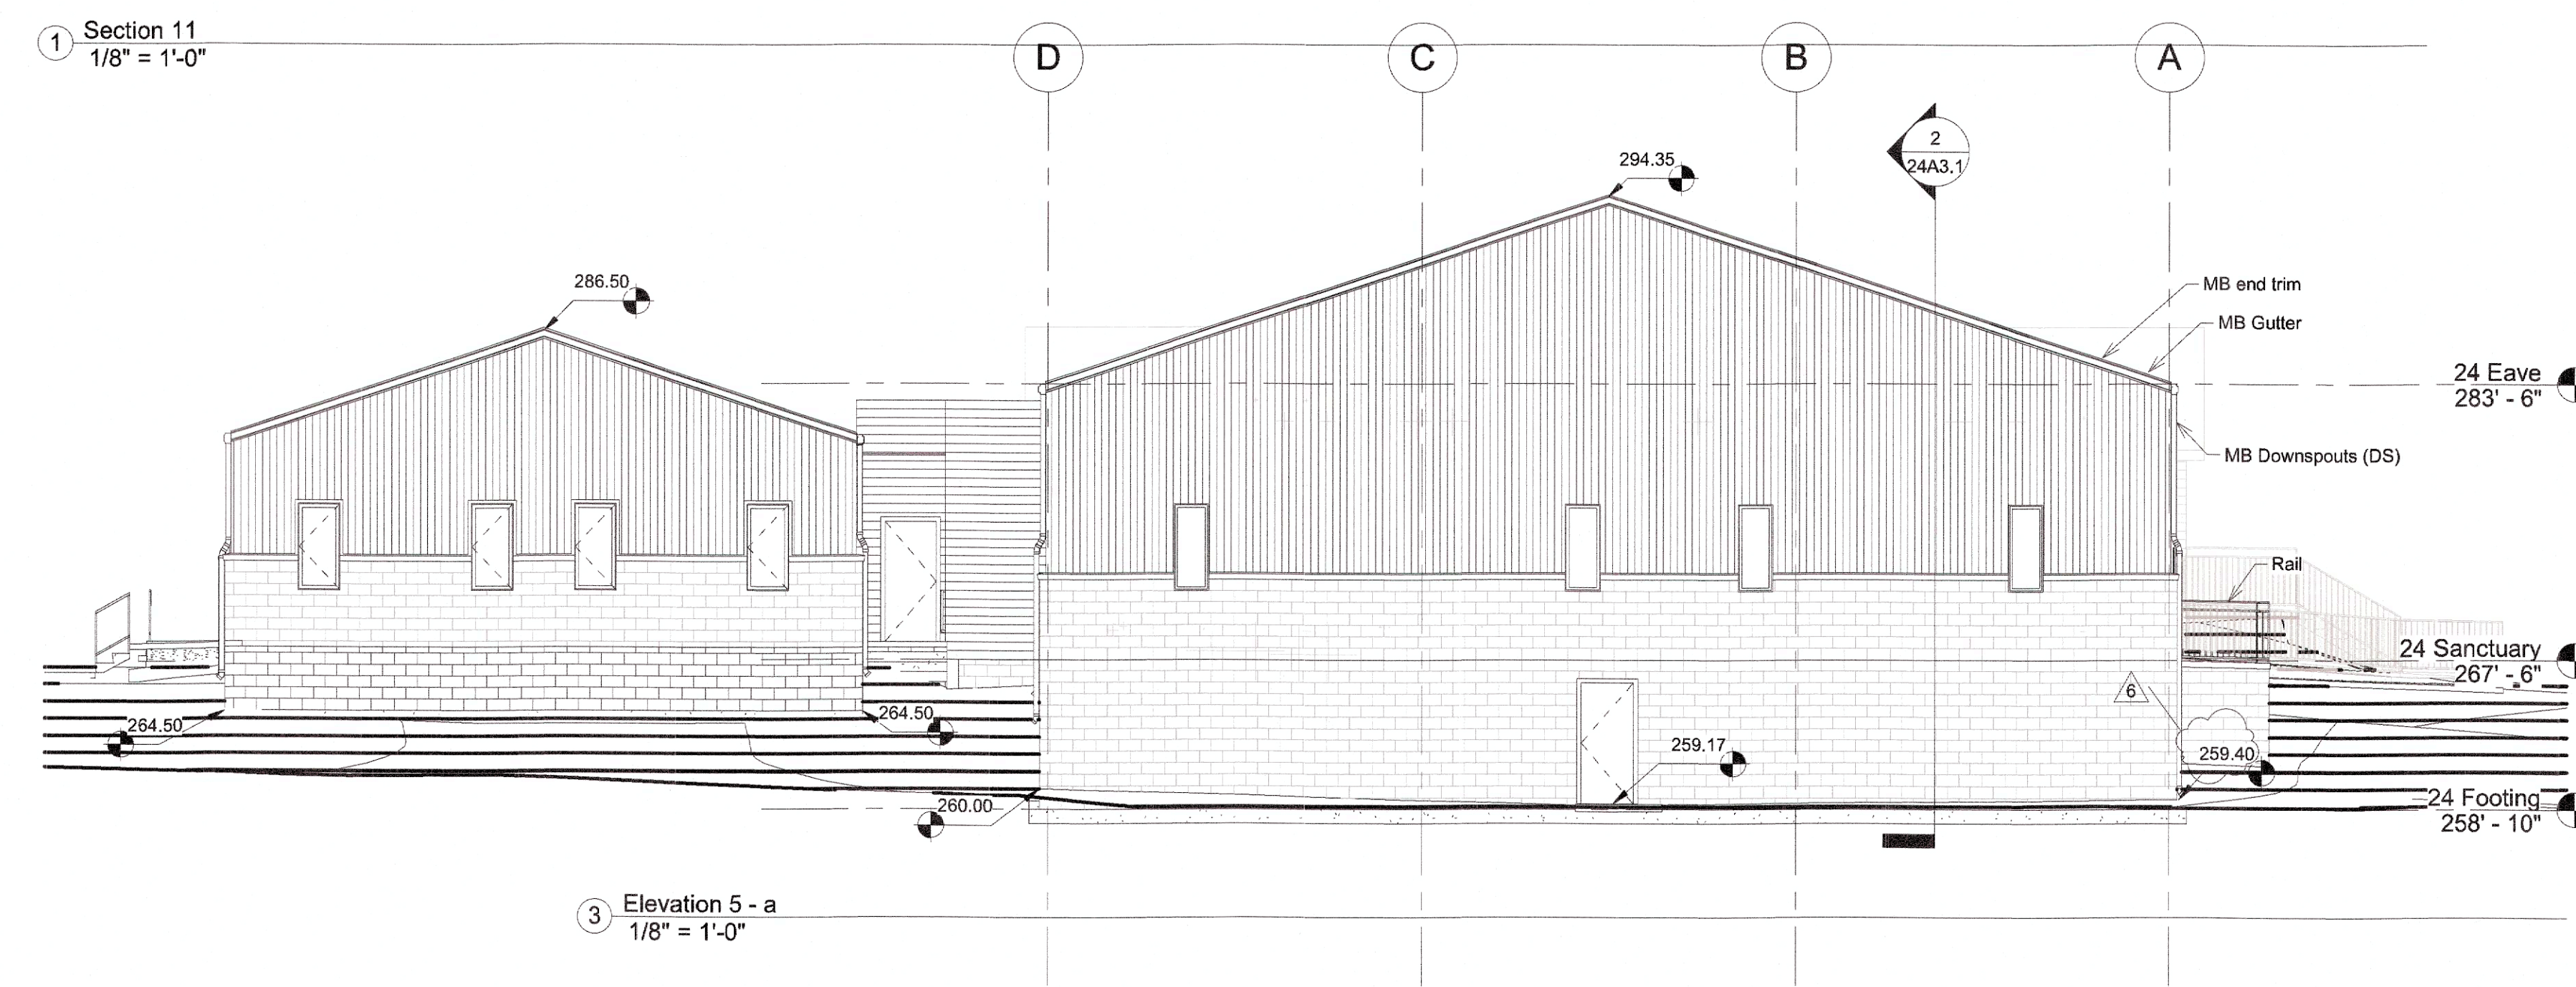 1
Section 11
1/8" = 1'-0"
D
C
B
A
2
24A3.1
294.35
286.50
MB end trim
MB Gutter
24 Eave
283' - 6"
MB Downspouts (DS)
Rail
24 Sanctuary
267' - 6"
6
264.50
264.50
259.17
259.40
260.00
24 Footing
258' - 10"
3
Elevation 5 - a
1/8" = 1'-0"